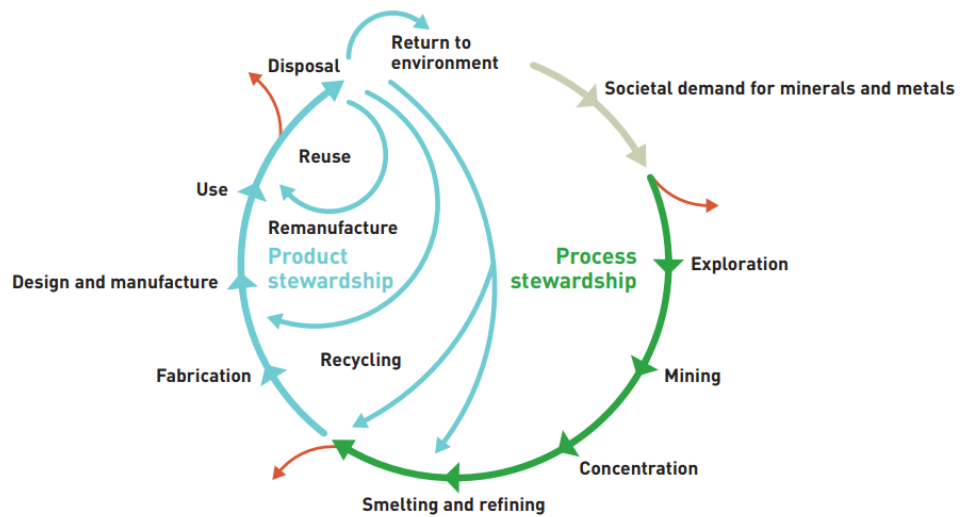 Return to
environment
Disposal
Societal demand for minerals and metals
Reuse
Use
Remanufacture
Product
stewardship
Process
stewardship
Exploration
Design and manufacture
Recycling
Fabrication
Mining
Concentration
Smelting and refining